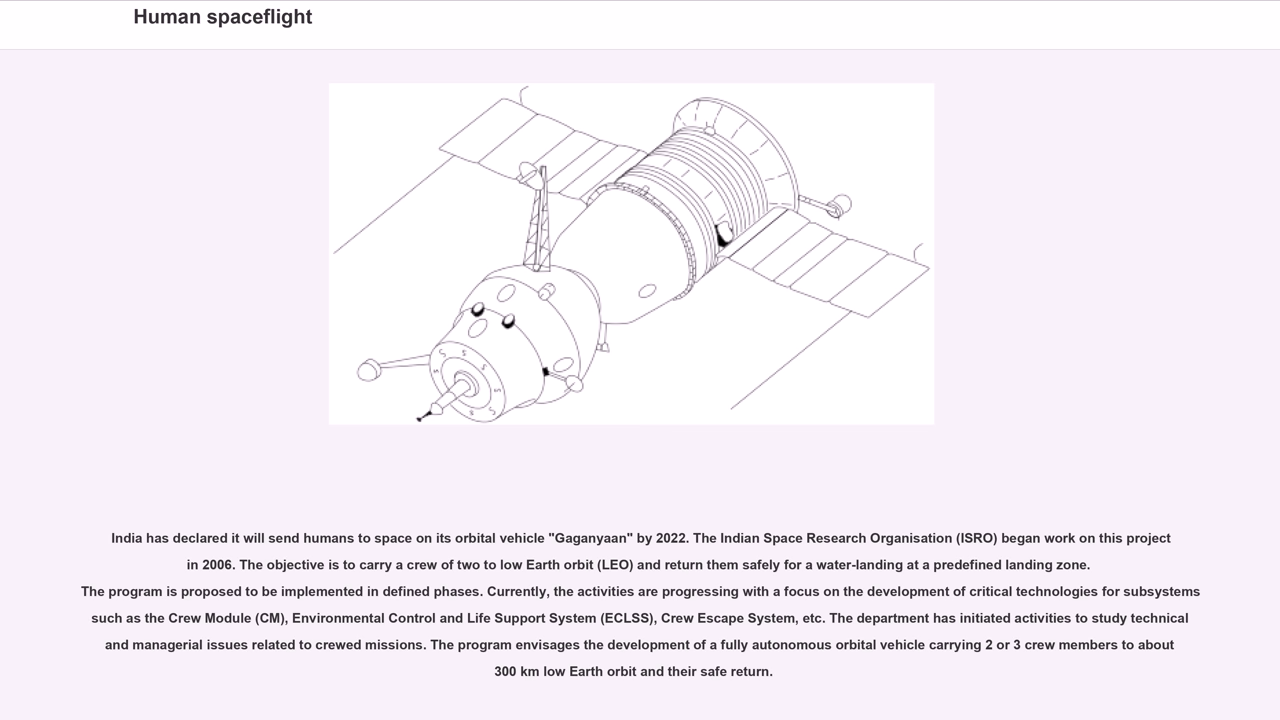 Human spaceflight
India has declared it will send humans to space on its orbital vehicle "Gaganyaan" by 2022. The Indian Space Research Organisation (ISRO) began work on this project
in 2006. The objective is to carry a crew of two to low Earth orbit (LEO) and return them safely for a water-landing at a predefined landing zone.
The program is proposed to be implemented in defined phases. Currently, the activities are progressing with a focus on the development of critical technologies for subsystems
such as the Crew Module (CM), Environmental Control and Life Support System (ECLSS), Crew Escape System, etc. The department has initiated activities to study technical
and managerial issues related to crewed missions. The program envisages the development of a fully autonomous orbital vehicle carrying 2 or 3 crew members to about
300 km low Earth orbit and their safe return.